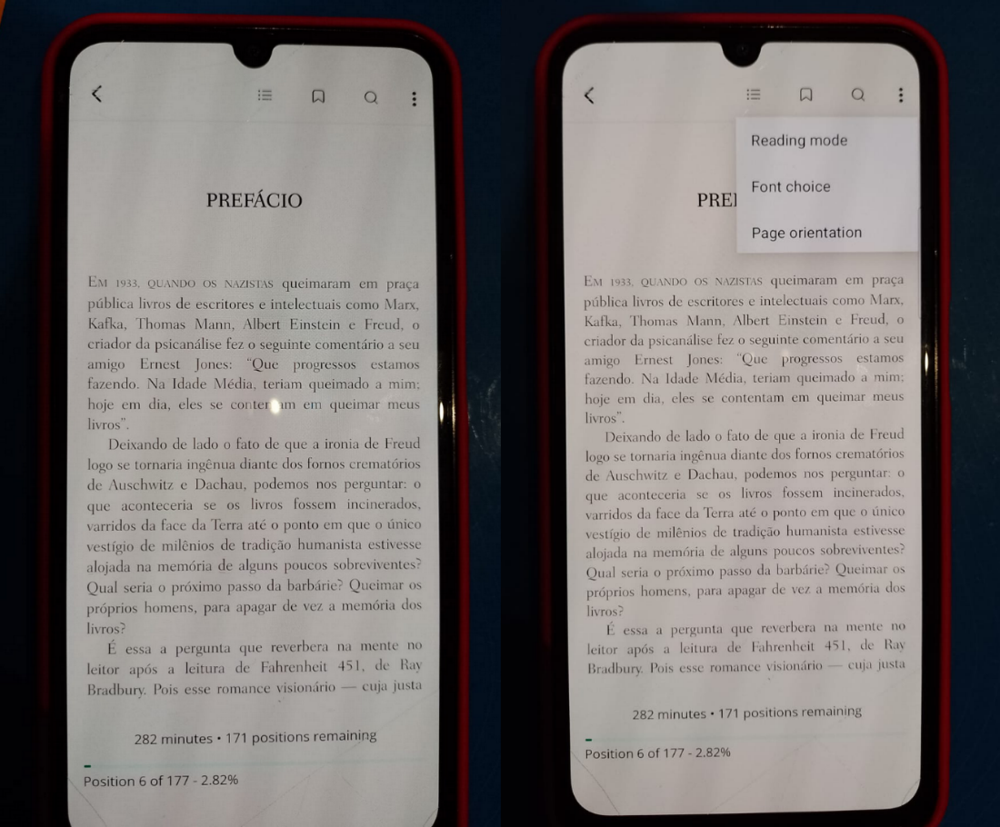 PREFÁCIO
EM 1933, QUANDO OS NAZISTAS queimaram em praça
pública livros de escritores e intelectuais como Marx,
Kafka, Thomas Mann, Albert Einstein e Freud, o
criador da psicanálise fez o seguinte comentário a seu
amigo Ernest Jones: “Que progressos estamos
fazendo. Na Idade Média, teriam queimado a mim;
hoje em dia, eles se contentam em queimar meus
livros”.
Deixando de lado o fato de que a ironia de Freud
logo se tornaria ingênua diante dos fornos crematórios
de Auschwitz e Dachau, podemos nos perguntar: o
que aconteceria se os livros fossem incinerados,
varridos da face da Terra até o ponto em que o único
vestígio de milênios de tradição humanista estivesse
alojada na memória de alguns poucos sobreviventes?
Qual seria o próximo passo da barbárie? Queimar os
próprios homens, para apagar de vez a memória dos
livros?
É essa a pergunta que reverbera na mente no
leitor após a leitura de Fahrenheit 451, de Ray
Bradbury. Pois esse romance visionário — cuja justa
282 minutes • 171 positions remaining
Position 6 of 177 - 2.82%
Reading mode
Font choice
Page orientation
PREF
EM 1933, QUANDO OS NAZISTAS queimaram em praça
pública livros de escritores e intelectuais como Marx,
Kafka, Thomas Mann, Albert Einstein e Freud, o
criador da psicanálise fez o seguinte comentário a seu
amigo Ernest Jones: “Que progressos estamos
fazendo. Na Idade Média, teriam queimado a mim;
hoje em dia, eles se contentam em queimar meus
livros”.
Deixando de lado o fato de que a ironia de Freud
logo se tornaria ingênua diante dos fornos crematórios
de Auschwitz e Dachau, podemos nos perguntar: o
que aconteceria se os livros fossem incinerados,
varridos da face da Terra até o ponto em que o único
vestígio de milênios de tradição humanista estivesse
alojada na memória de alguns poucos sobreviventes?
Qual seria o próximo passo da barbárie? Queimar os
próprios homens, para apagar de vez a memória dos
livros?
É essa a pergunta que reverbera na mente no
leitor após a leitura de Fahrenheit 451, de Ray
Bradbury. Pois esse romance visionário — cuja justa
282 minutes • 171 positions remaining
Position 6 of 177 - 2.82%